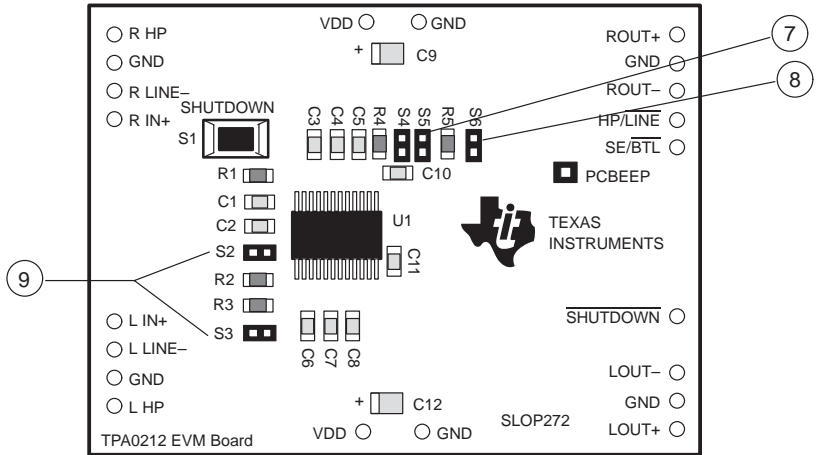 VDD GND
R HP
GND
R LINE–
R IN+
+ C9
ROUT+
GND
ROUT–
HP/LINE
SE/BTL
7
8
SHUTDOWN
S1
C3 C4 C5 R4 S4 S5 R5 S6
C10
PCBEEP
R1
C1
C2
S2
R2
R3
S3
U1
C11
TEXAS
INSTRUMENTS
9
L IN+
L LINE–
GND
L HP
C6 C7 C8
SHUTDOWN
LOUT–
GND
LOUT+
+ C12
SLOP272
TPA0212 EVM Board
VDD GND